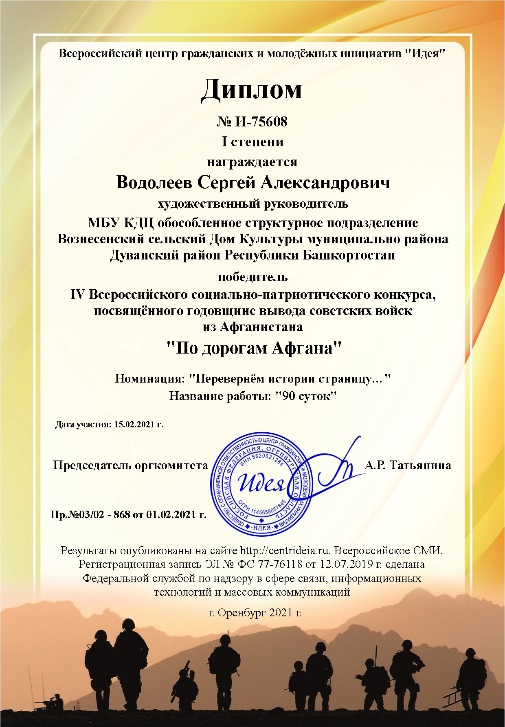 Всероссийский центр гражданских и молодёжных инициатив "Идея"
Диплом
№ И-75608
I степени
награждается
Водолеев Сергей Александрович
художественный руководитель
МБУ КДЦ обособленное структурное подразделение
Вознесенский сельский Дом Культуры муниципально района
Дуванский район Республики Башкортостан
победитель
IV Всероссийского социально-патриотического конкурса,
посвящённого годовщине вывода советских войск
из Афганистана
"По дорогам Афгана"
Номинация: "Перевернём истории страницу..."
Название работы: "90 суток"
Дата участия: 15.02.2021 г.
Председатель оргкомитета
А.Р. Татьянина
Идея
Пр.№03/02 - 868 от 01.02.2021 г.
Результаты опубликованы на сайте http://centrideia.ru. Всероссийское СМИ.
Регистрационная запись ЭЛ № ФС 77-76118 от 12.07.2019 г. сделана
Федеральной службой по надзору в сфере связи, информационных
технологий и массовых коммуникаций
г. Оренбург 2021 г.